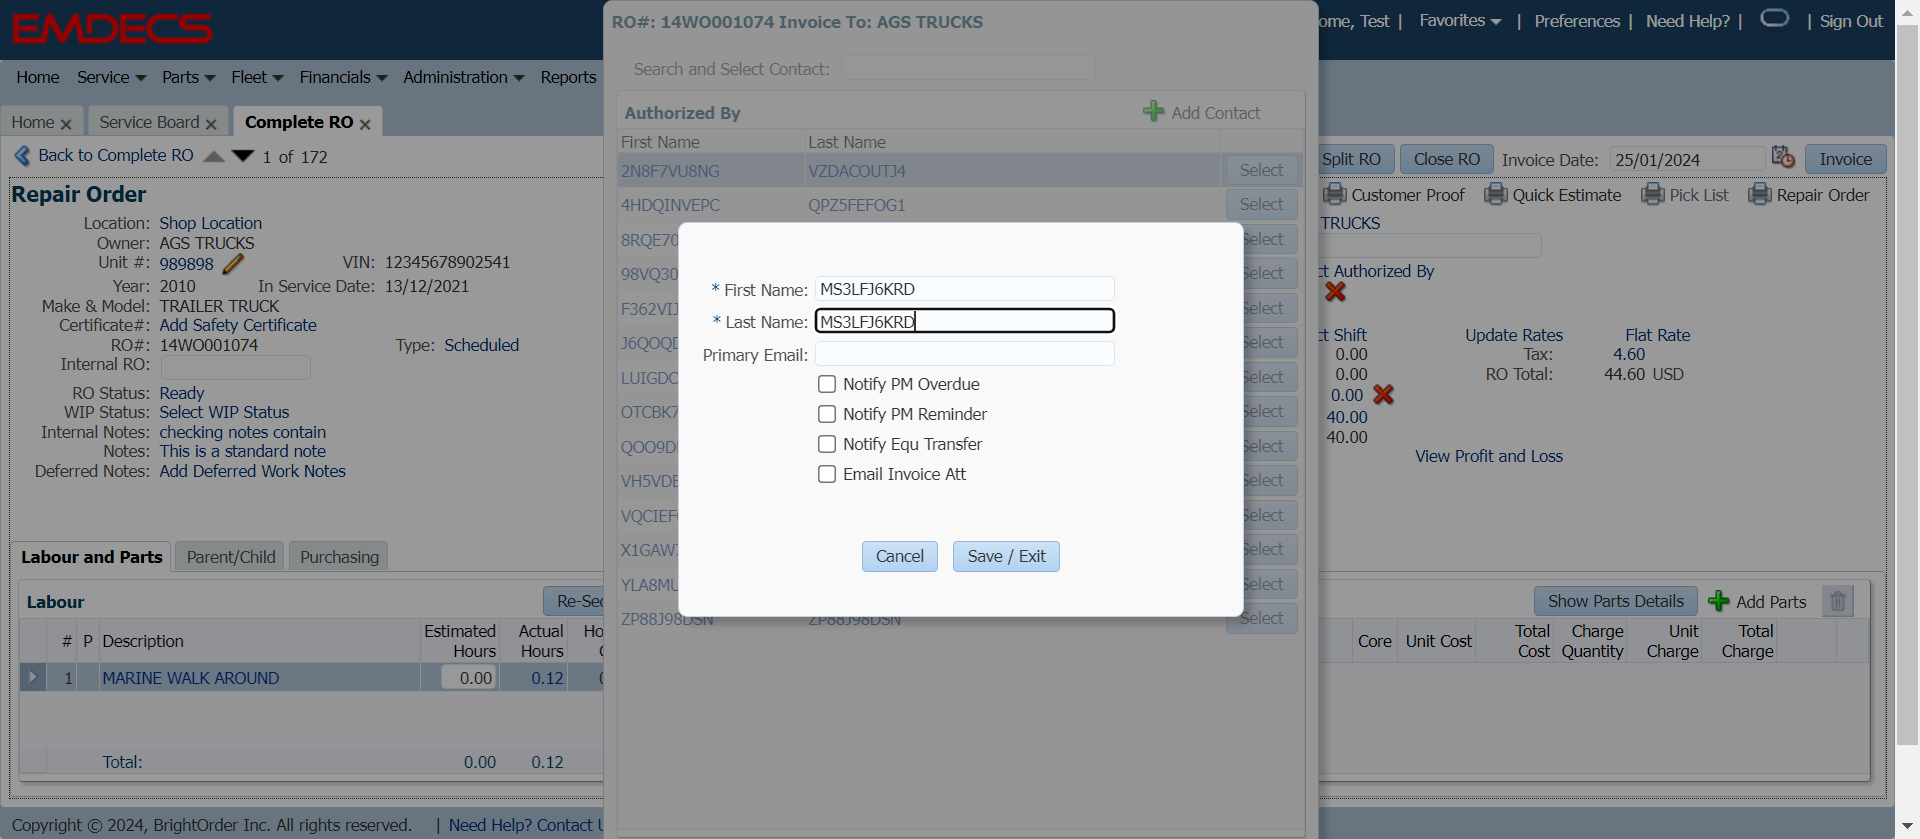 EMDECS
ome, Test | Favorites | Preferences | Need Help? | | Sign Out
Home Service Parts Fleet Financials Administration Reports
Home x Service Board x Complete RO x
Back to Complete RO 1 of 172
Repair Order
Location: Shop Location
Owner: AGS TRUCKS
Unit #: 989898 VIN: 12345678902541
Year: 2010 In Service Date: 13/12/2021
Make & Model: TRAILER TRUCK
Certificate#: Add Safety Certificate
RO#: 14WO001074 Type: Scheduled
Internal RO:
RO Status: Ready
WIP Status: Select WIP Status
Internal Notes: checking notes contain
Notes: This is a standard note
Deferred Notes: Add Deferred Work Notes
RO#: 14WO001074 Invoice To: AGS TRUCKS
Search and Select Contact:
Authorized By Add Contact
First Name Last Name
2N8F7VU8NG VZDACOUTJ4 Select
4HDQINVEPC QPZ5FEFOG1 Select
8RQE70 Select
98VQ30 Select
F362VI Select
J6QOQD Select
LUIGDC Select
OTCBK7 Select
QOO9D Select
VH5VDE Select
VQCIEF Select
X1GAW Select
YLA8MU Select
ZP88J98DSN ZP88J98DSN Select
* First Name: MS3LFJ6KRD
* Last Name: MS3LFJ6KRD
Primary Email:
Notify PM Overdue
Notify PM Reminder
Notify Equ Transfer
Email Invoice Att
Cancel Save / Exit
Split RO Close RO Invoice Date: 25/01/2024 Invoice
Customer Proof Quick Estimate Pick List Repair Order
TRUCKS
ct Authorized By
ct Shift Update Rates Flat Rate
0.00 Tax: 4.60
0.00 RO Total: 44.60 USD
0.00
40.00
40.00
View Profit and Loss
Labour and Parts Parent/Child Purchasing
Labour Re-Sec
# P Description Estimated Hours Actual Hours Ho
1 MARINE WALK AROUND 0.00 0.12
Total: 0.00 0.12
Show Parts Details Add Parts
Core Unit Cost Total Cost Charge Quantity Unit Charge Total Charge
Copyright © 2024, BrightOrder Inc. All rights reserved. | Need Help? Contact U